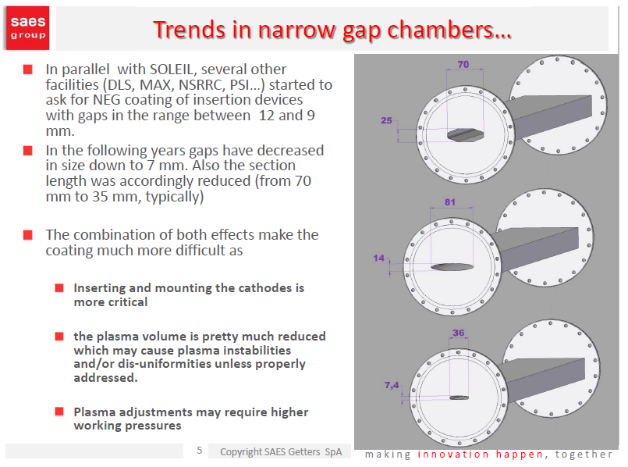 saes
group
Trends in narrow gap chambers…
In parallel with SOLEIL, several other
facilities (DLS, MAX, NSRRC, PSI…) started to
ask for NEG coating of insertion devices
with gaps in the range between 12 and 9
mm.
In the following years gaps have decreased
in size down to 7 mm. Also the section
length was accordingly reduced (from 70
mm to 35 mm, typically)
The combination of both effects make the
coating much more difficult as
Inserting and mounting the cathodes is
more critical
the plasma volume is pretty much reduced
which may cause plasma instabilities
and/or dis-uniformities unless properly
addressed.
Plasma adjustments may require higher
working pressures
70
25
81
14
36
7,4
5 Copyright SAES Getters SpA
making innovation happen, together